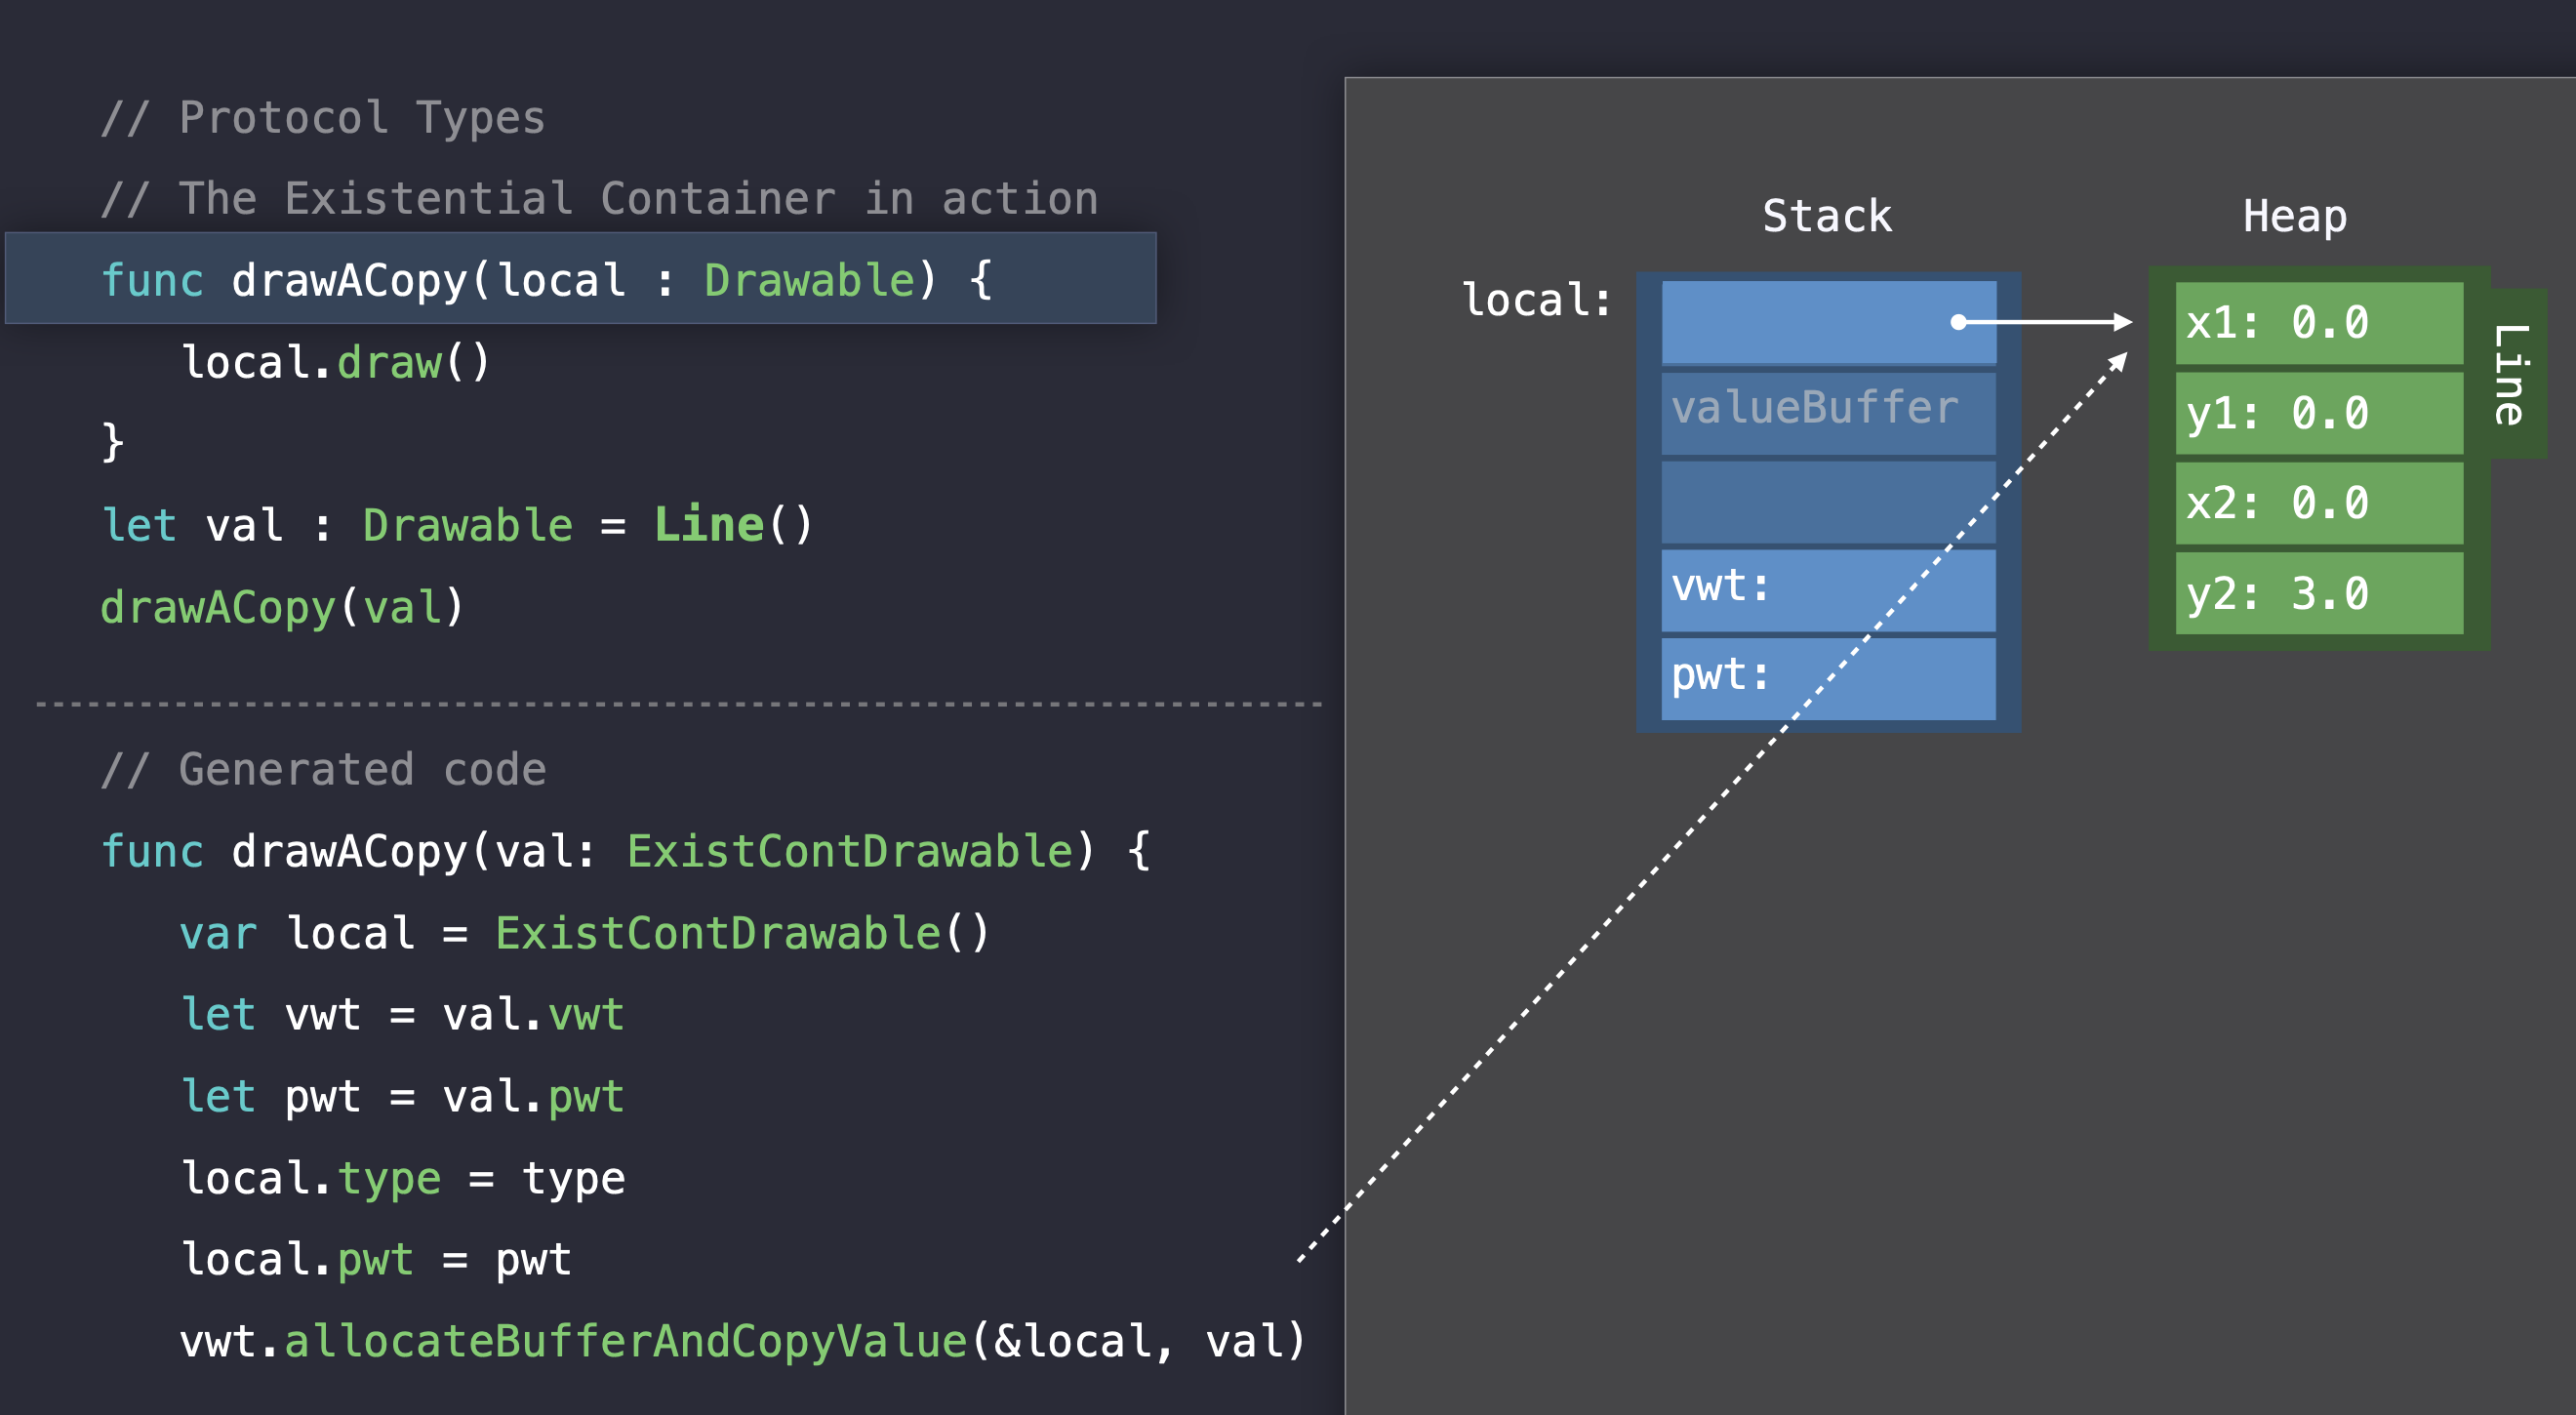 // Protocol Types
// The Existential Container in action
func drawACopy(local : Drawable) {
local.draw()
}
let val : Drawable = Line()
drawACopy(val)
// Generated code
func drawACopy(val: ExistContDrawable) {
var local = ExistContDrawable()
let vwt = val.vwt
let pwt = val.pwt
local.type = type
local.pwt = pwt
vwt.allocateBufferAndCopyValue(&local, val)
Stack
Heap
local:
valueBuffer
vwt:
pwt:
x1: 0.0
y1: 0.0
x2: 0.0
y2: 3.0
Line